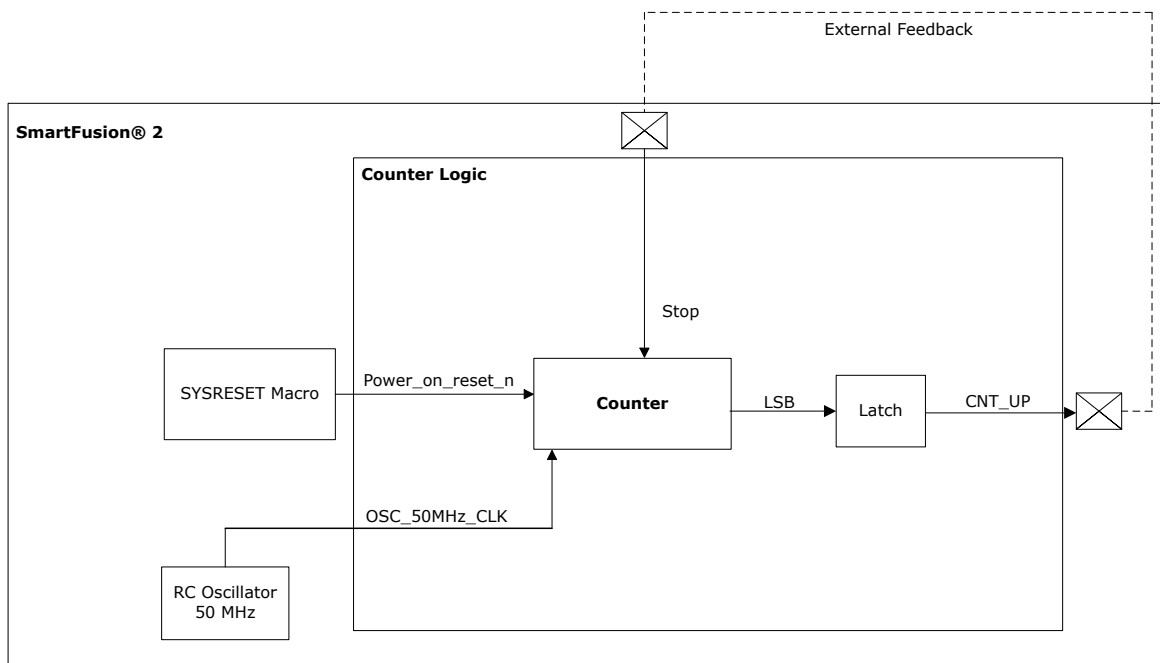 External Feedback
SmartFusion® 2
Counter Logic
Stop
SYSRESET Macro
Power_on_reset_n
Counter
LSB
Latch
CNT_UP
OSC_50MHz_CLK
RC Oscillator
50 MHz